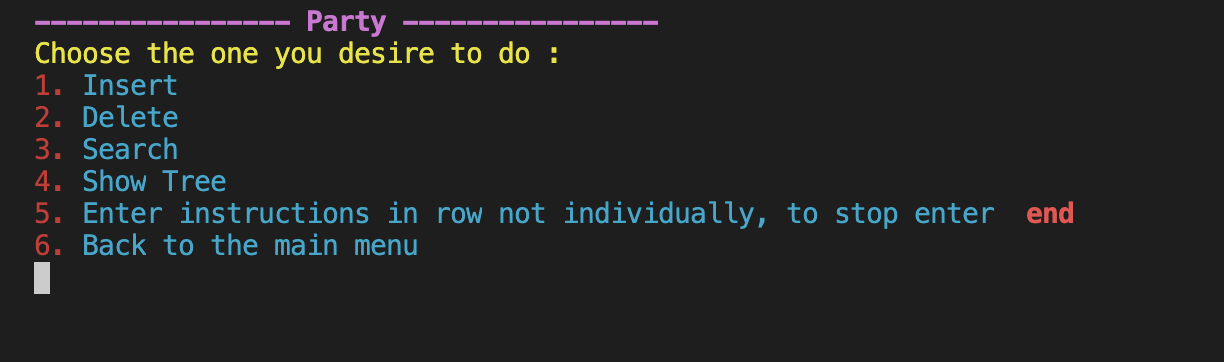 ---------------- Party ----------------
Choose the one you desire to do :
1. Insert
2. Delete
3. Search
4. Show Tree
5. Enter instructions in row not individually, to stop enter  end
6. Back to the main menu